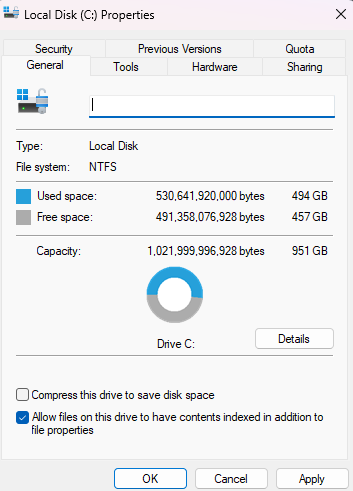 Local Disk (C:) Properties
Security Previous Versions Quota
General Tools Hardware Sharing
Type: Local Disk
File system: NTFS
Used space: 530,641,920,000 bytes 494 GB
Free space: 491,358,076,928 bytes 457 GB
Capacity: 1,021,999,996,928 bytes 951 GB
Drive C:
Details
Compress this drive to save disk space
Allow files on this drive to have contents indexed in addition to
file properties
OK Cancel Apply